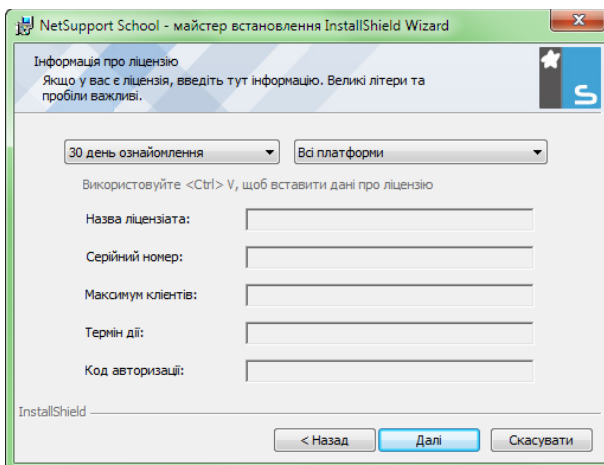 NetSupport School - майстер встановлення InstallShield Wizard
Інформація про ліцензію
Якщо у вас є ліцензія, введіть тут інформацію. Великі літери та
пробіли важливі.
S
30 день ознайомлення
Всі платформи
Використовуйте <Ctrl> V, щоб вставити дані про ліцензію
Назва ліцензіата:
Серійний номер:
Максимум клієнтів:
Термін дії:
Код авторизації:
InstallShield
< Назад
Далі
Скасувати